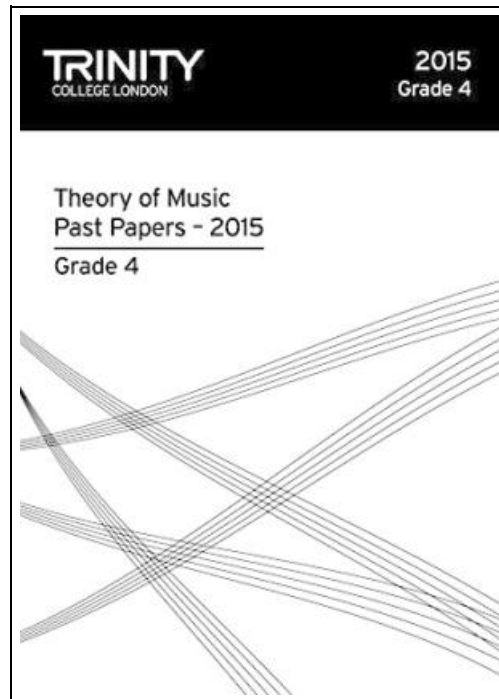 TRINITY
COLLEGE LONDON
2015
Grade 4
Theory of Music
Past Papers - 2015
Grade 4